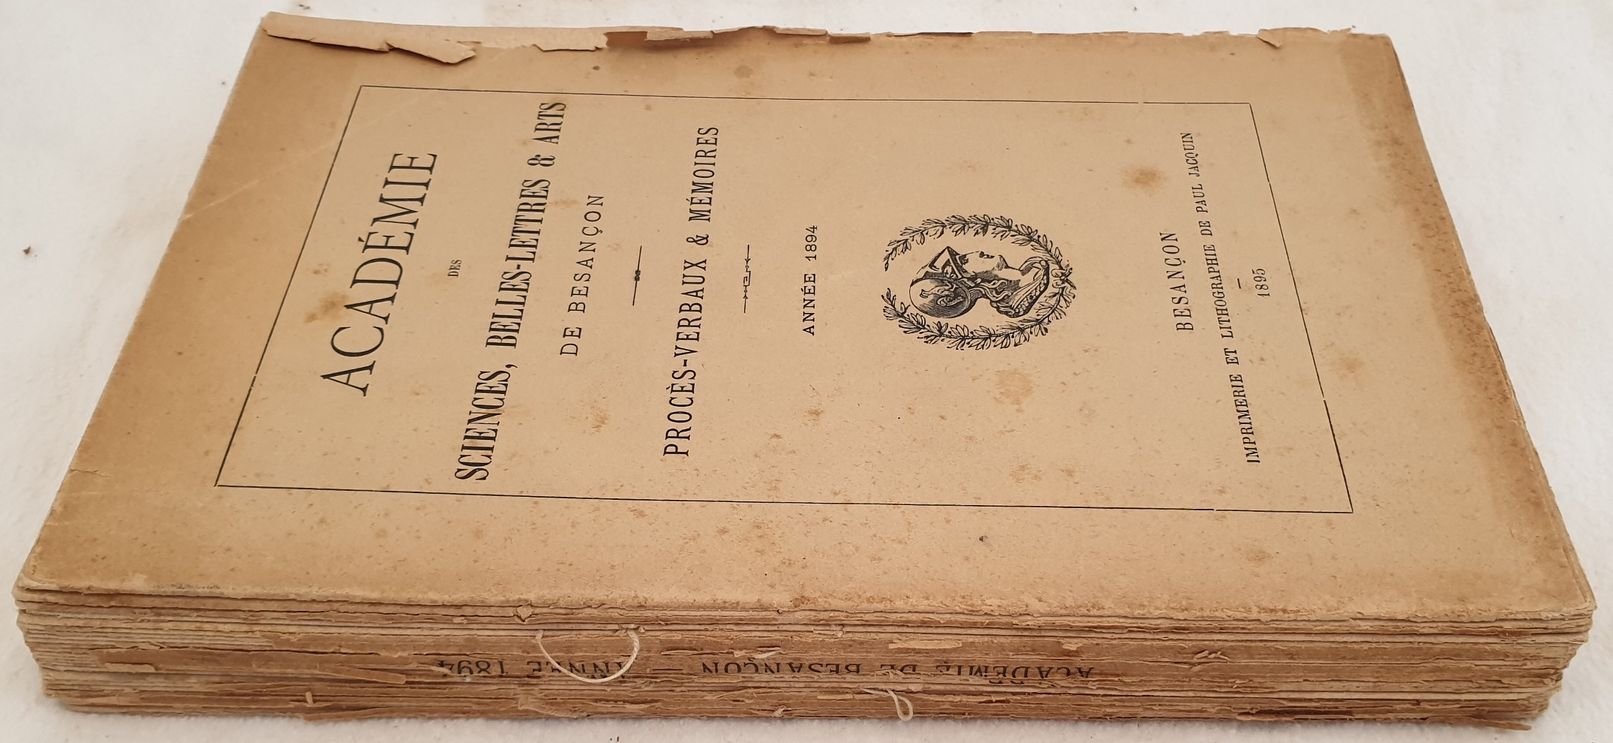 ACADÉMIE
DES
SCIENCES, BELLES-LETTRES & ARTS
DE BESANÇON
PROCÈS-VERBAUX & MÉMOIRES
ANNÉE 1894
BESANÇON
IMPRIMERIE ET LITHOGRAPHIE DE PAUL JACQUIN
—
1895
ACADÉMIE DE BESANÇON — ANNÉE 1894